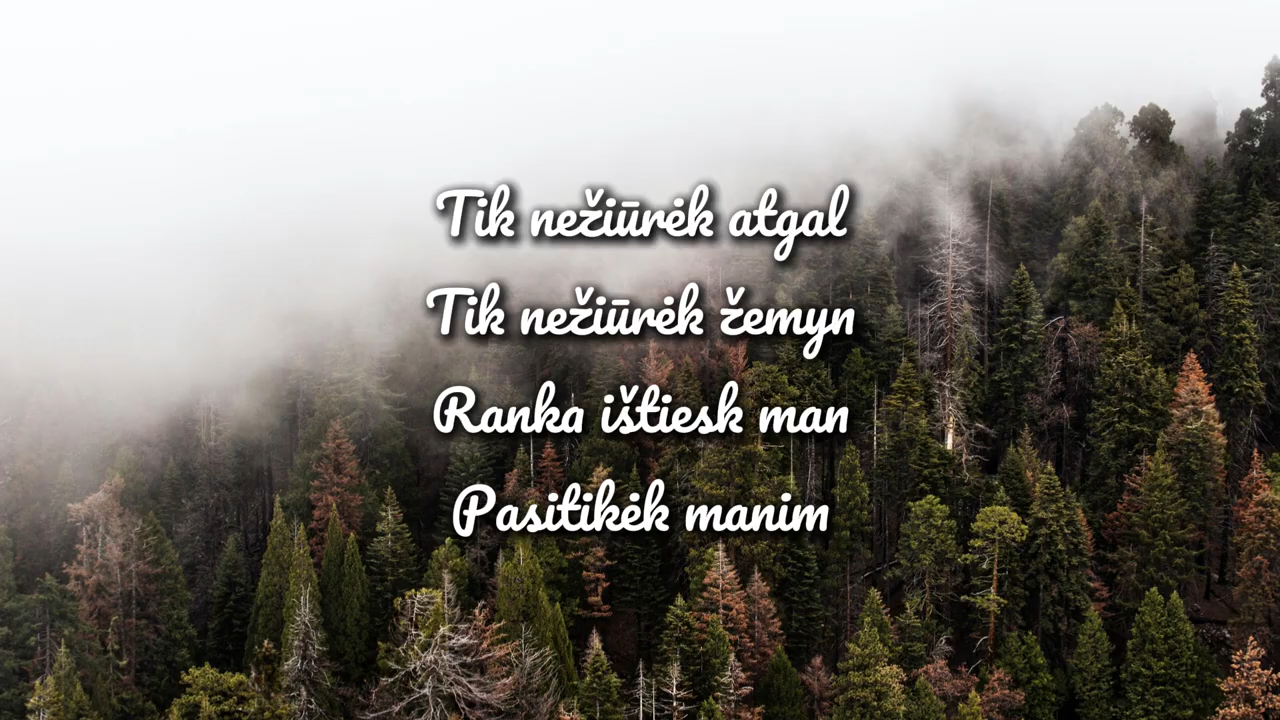 Tik nežiūrėk atgal
Tik nežiūrėk žemyn
Ranka ištiesk man
Pasitikėk manim